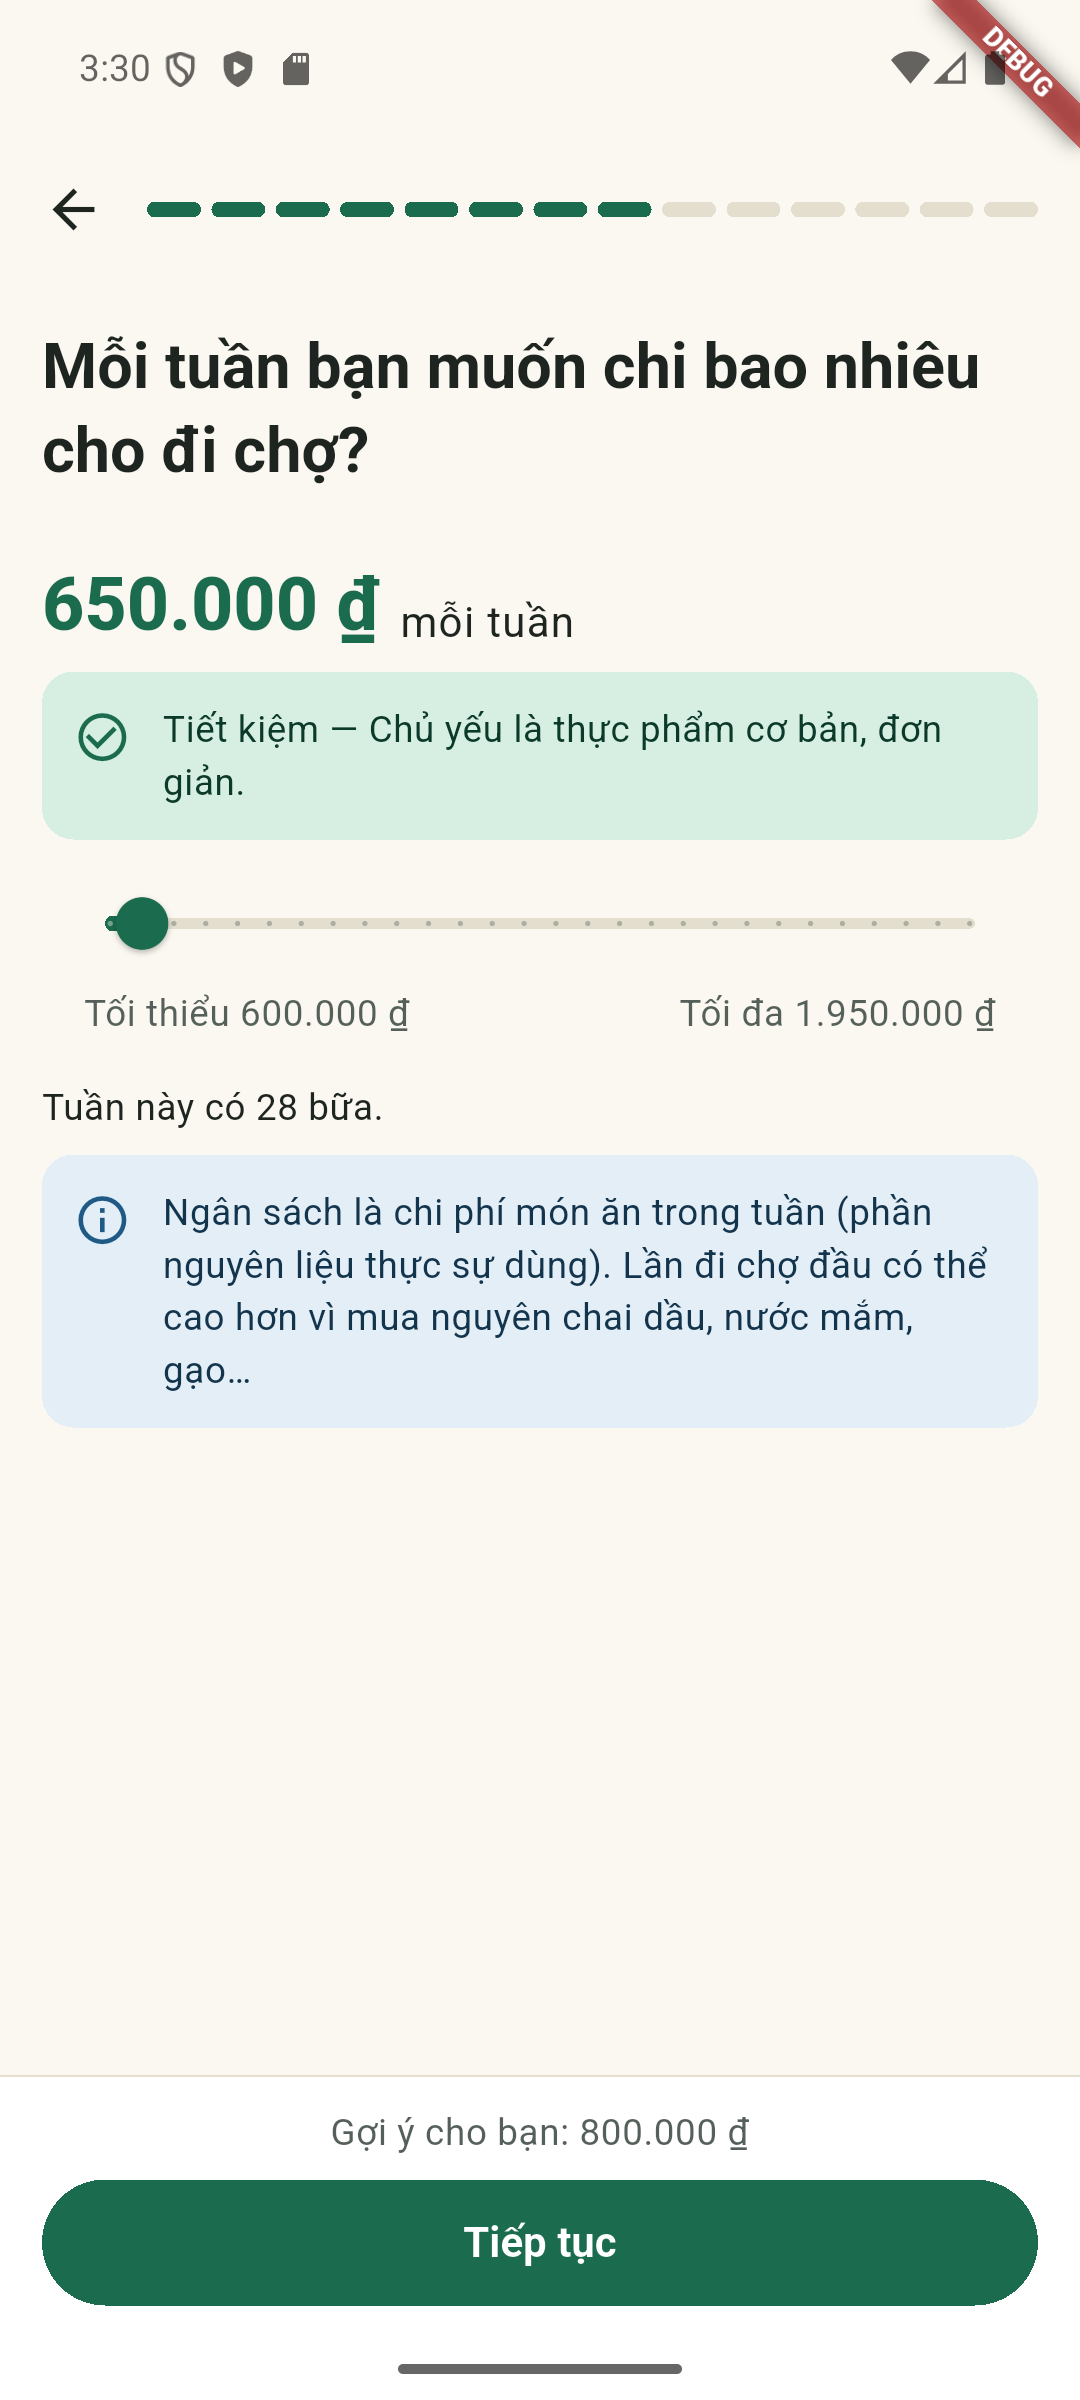 3:30
DEBUG
Mỗi tuần bạn muốn chi bao nhiêu
cho đi chợ?
650.000 ₫ mỗi tuần
Tiết kiệm — Chủ yếu là thực phẩm cơ bản, đơn
giản.
Tối thiểu 600.000 ₫
Tối đa 1.950.000 ₫
Tuần này có 28 bữa.
Ngân sách là chi phí món ăn trong tuần (phần
nguyên liệu thực sự dùng). Lần đi chợ đầu có thể
cao hơn vì mua nguyên chai dầu, nước mắm,
gạo…
Gợi ý cho bạn: 800.000 ₫
Tiếp tục